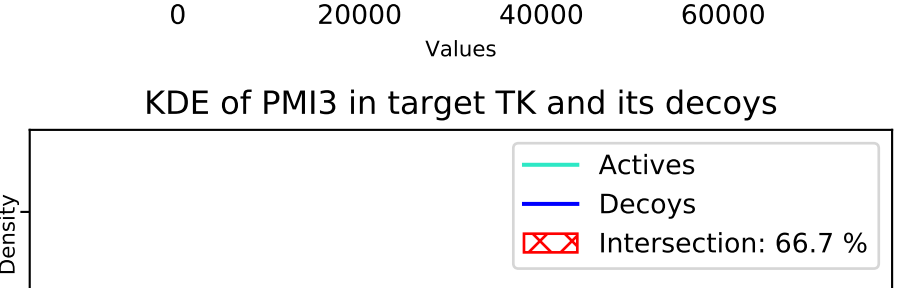 0 20000 40000 60000
Values
KDE of PMI3 in target TK and its decoys
Density
Actives
Decoys
Intersection: 66.7 %